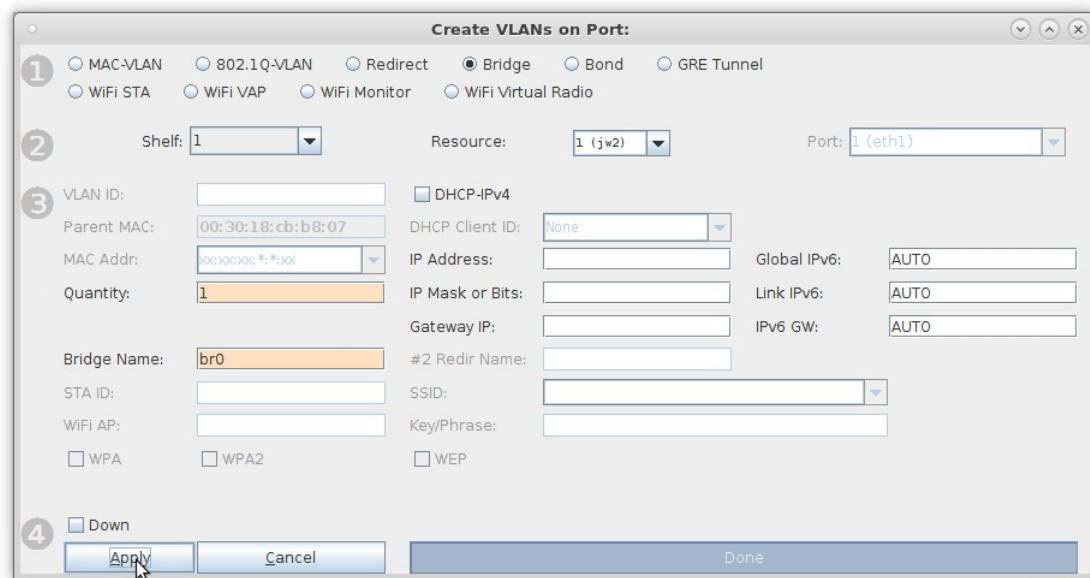 Create VLANs on Port:
1 MAC-VLAN 802.1Q-VLAN Redirect Bridge Bond GRE Tunnel
WiFi STA WiFi VAP WiFi Monitor WiFi Virtual Radio
2 Shelf: 1 Resource: 1 (jw2) Port: 1 (eth1)
3 VLAN ID: DHCP-IPv4
Parent MAC: 00:30:18:cb:b8:07 DHCP Client ID: None
MAC Addr: xx:xx:xx:*:*:xx IP Address: Global IPv6: AUTO
Quantity: 1 IP Mask or Bits: Link IPv6: AUTO
Gateway IP: IPv6 GW: AUTO
Bridge Name: br0 #2 Redir Name:
STA ID: SSID:
WiFi AP: Key/Phrase:
WPA WPA2 WEP
4 Down
Apply Cancel Done